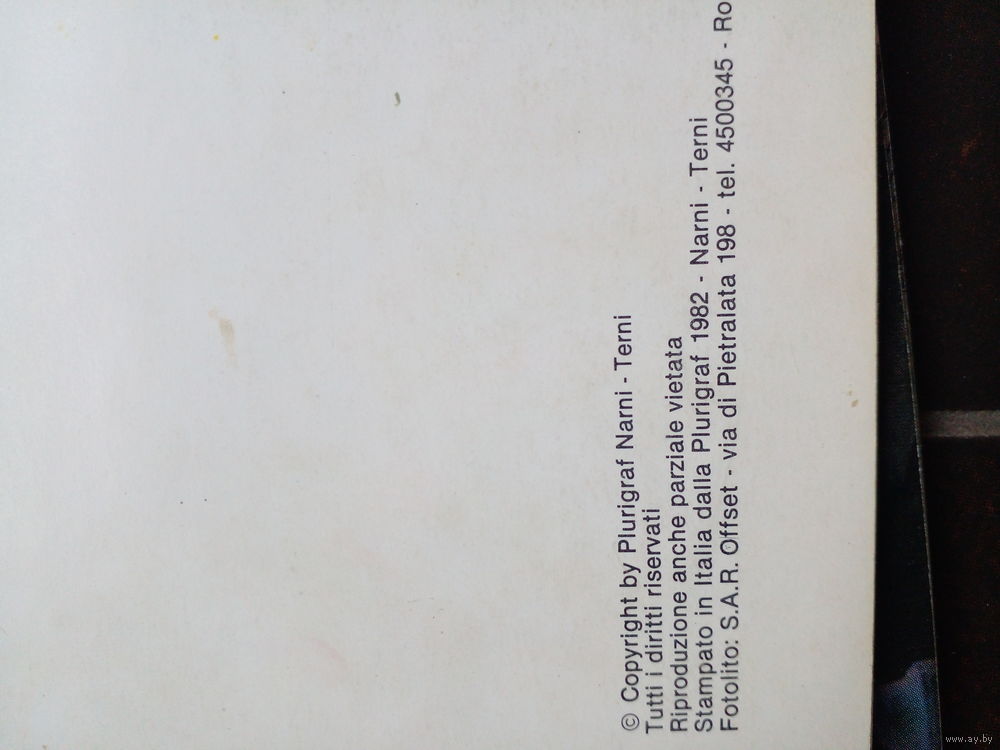 © Copyright by Plurigraf Narni - Terni
Tutti i diritti riservati
Riproduzione anche parziale vietata
Stampato in Italia dalla Plurigraf 1982 - Narni - Terni
Fotolito: S.A.R. Offset - via di Pietralata 198 - tel. 4500345 - Ro
www.ay.by